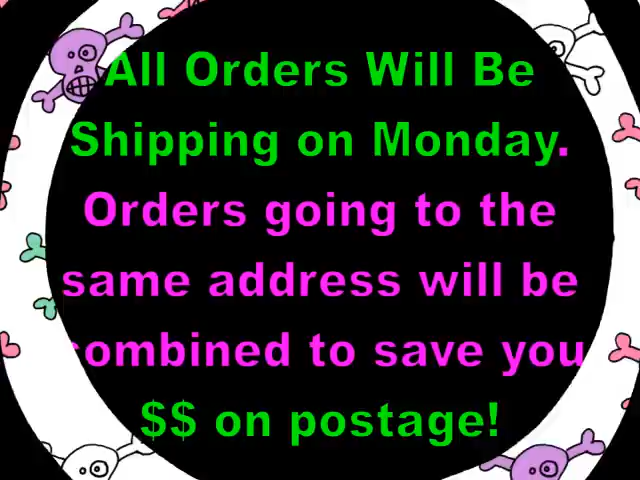 All Orders Will Be
Shipping on Monday.
Orders going to the
same address will be
combined to save you
$$ on postage!